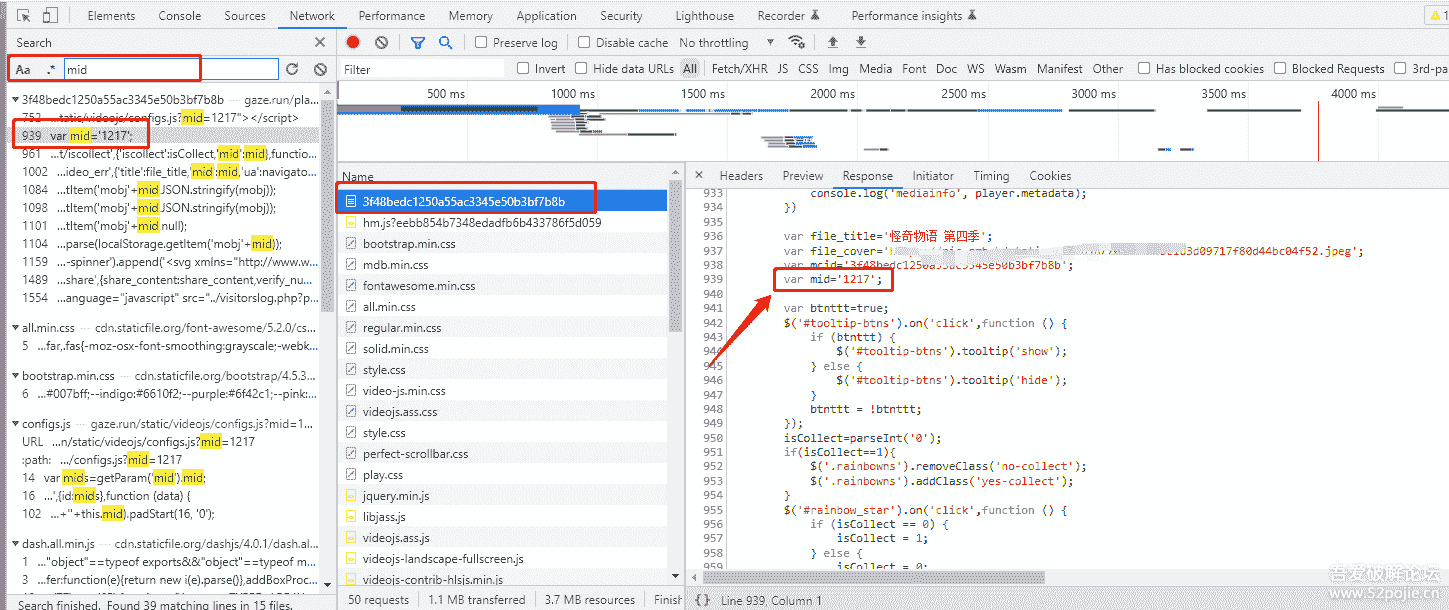 Elements Console Sources Network Performance Memory Application Security Lighthouse Recorder Performance insights 1
Search
Preserve log Disable cache No throttling
Aa .* mid
Filter Invert Hide data URLs All Fetch/XHR JS CSS Img Media Font Doc WS Wasm Manifest Other Has blocked cookies Blocked Requests 3rd-pa
500 ms 1000 ms 1500 ms 2000 ms 2500 ms 3000 ms 3500 ms 4000 ms
3f48bedc1250a55ac3345e50b3bf7b8b — gaze.run/pla...
753 ...tatic/videojs/configs.js?mid=1217"></script>
939 var mid='1217';
961 ...t/iscollect',{'iscollect':isCollect,'mid':mid},functio...
1002 ...ideo_err',{'title':file_title,'mid':mid,'ua':navigato...
1084 ...tItem('mobj'+mid,JSON.stringify(mobj));
1098 ...tItem('mobj'+mid,JSON.stringify(mobj));
1101 ...tItem('mobj'+mid,null);
1104 ...parse(localStorage.getItem('mobj'+mid));
1262 ...-spinner').append('<svg xmlns="http://www.w...
1489 ...share',{share_content:share_content,verify_nu...
1554 ...anguage="javascript" src="../visitorslog.php?p...
all.min.css — cdn.staticfile.org/font-awesome/5.2.0/cs...
5 ...far,.fas{-moz-osx-font-smoothing:grayscale;-webk...
bootstrap.min.css — cdn.staticfile.org/bootstrap/4.5.3...
6 ...#007bff;--indigo:#6610f2;--purple:#6f42c1;--pink:...
configs.js — gaze.run/static/videojs/configs.js?mid=1...
URL ...n/static/videojs/configs.js?mid=1217
:path: .../configs.js?mid=1217
14 var mids=getParam('mid').mid;
16 ...',{id:mids},function (data) {
102 ...+''+this.mid).padStart(16, '0');
dash.all.min.js — cdn.staticfile.org/dashjs/4.0.1/dash.al...
1 ..."object"==typeof exports&&"object"==typeof m...
3 ...fer:function(e){return new i(e).parse()},addBoxProc...
Search finished. Found 39 matching lines in 15 files.
Name
3f48bedc1250a55ac3345e50b3bf7b8b
hm.js?eebb854b7348edadfb6b433786f5d059
bootstrap.min.css
mdb.min.css
fontawesome.min.css
all.min.css
regular.min.css
solid.min.css
style.css
video-js.min.css
videojs.ass.css
style.css
perfect-scrollbar.css
play.css
jquery.min.js
libjass.js
videojs.ass.js
videojs-landscape-fullscreen.js
videojs-contrib-hlsjs.min.js
50 requests 1.1 MB transferred 3.7 MB resources Finish
Headers Preview Response Initiator Timing Cookies
933 console.log('mediainfo', player.metadata);
934 })
935
936 var file_title='怪奇物语 第四季';
937 var file_cover= d3d09717f80d44bc04f52.jpeg';
938 var mcid='3f48bedc1250a55ac3345e50b3bf7b8b';
939 var mid='1217';
940
941 var btnttt=true;
942 $('#tooltip-btns').on('click',function () {
943 if (btnttt) {
944 $('#tooltip-btns').tooltip('show');
945 } else {
946 $('#tooltip-btns').tooltip('hide');
947 }
948 btnttt = !btnttt;
949 });
950 isCollect=parseInt('0');
951 if(isCollect==1){
952 $('.rainbowns').removeClass('no-collect');
953 $('.rainbowns').addClass('yes-collect');
954 }
955 $('#rainbow_star').on('click',function () {
956 if (isCollect == 0) {
957 isCollect = 1;
958 } else {
959 isCollect = 0;
{} Line 939, Column 1
吾爱破解论坛
www.52pojie.cn